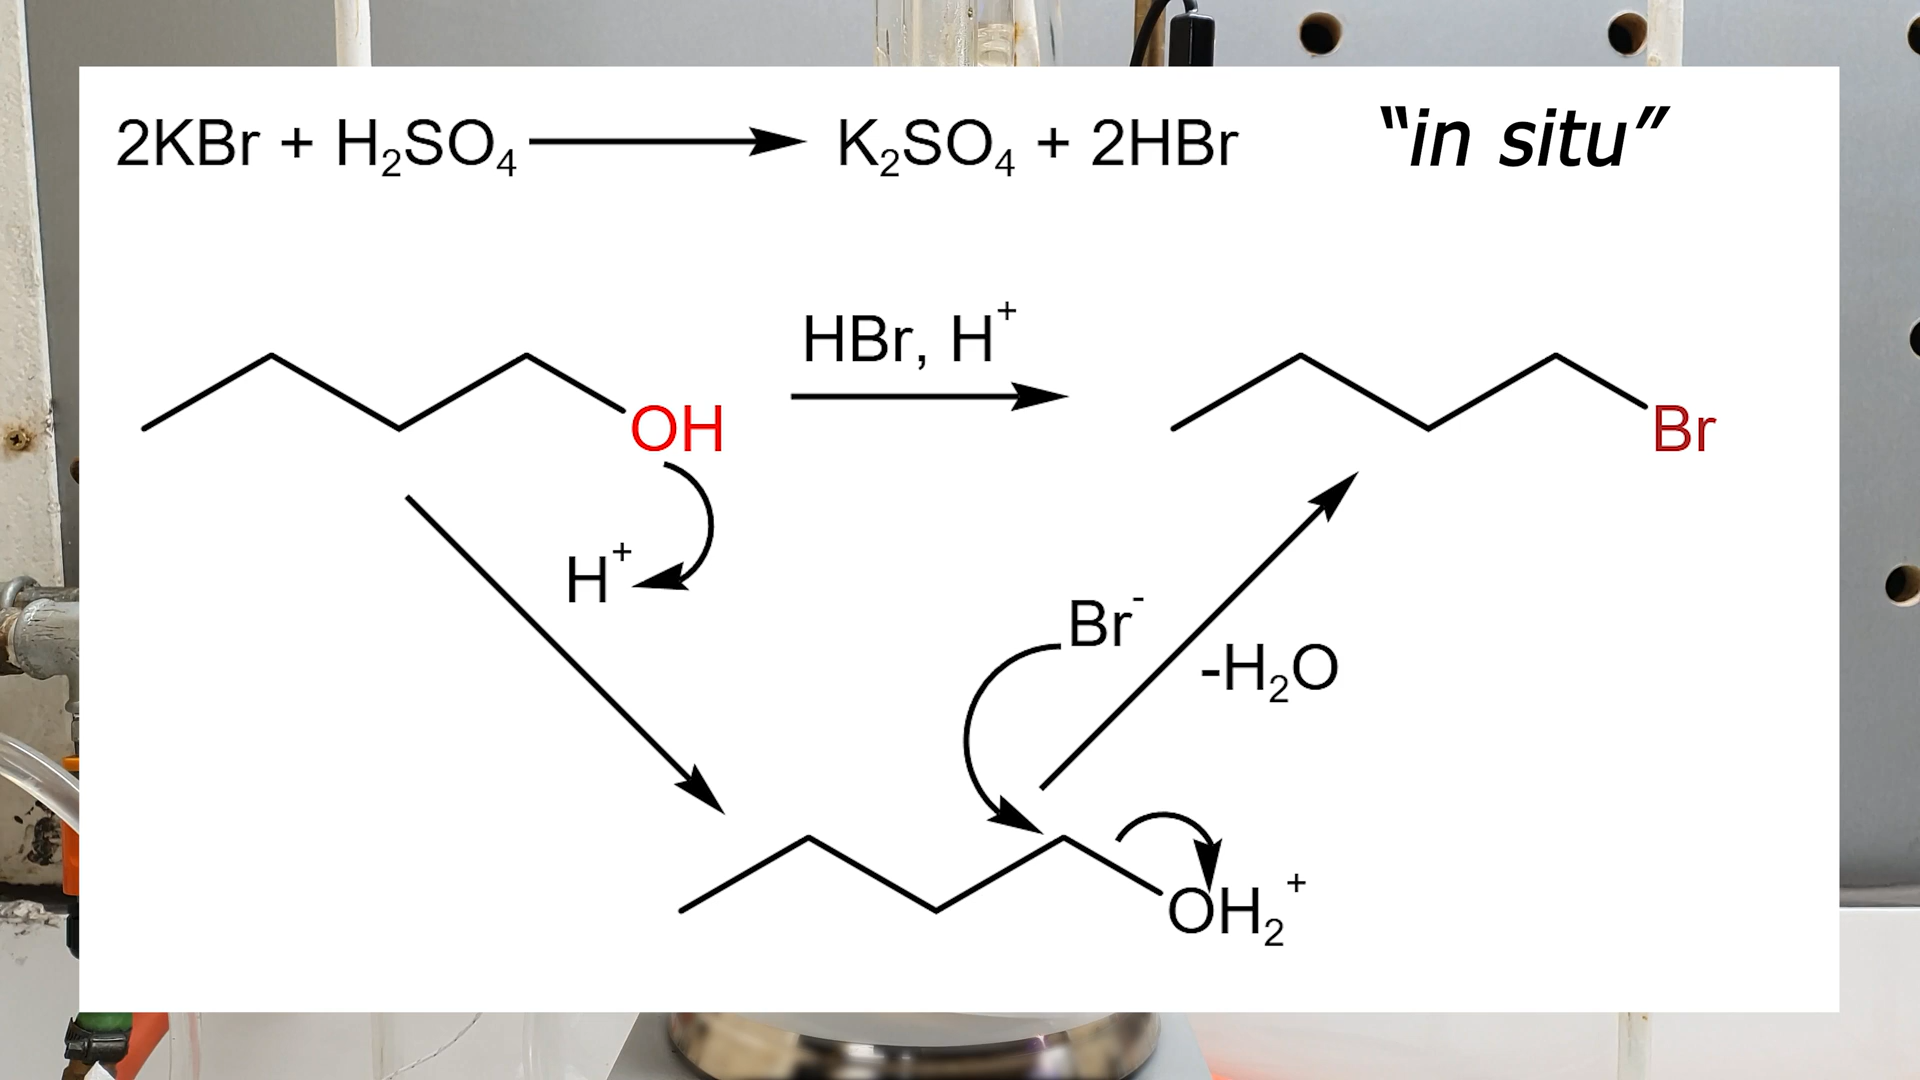 2KBr + H₂SO₄ ⟶ K₂SO₄ + 2HBr “in situ”
HBr, H⁺
OH
Br
H⁺
Br⁻
-H₂O
OH₂⁺